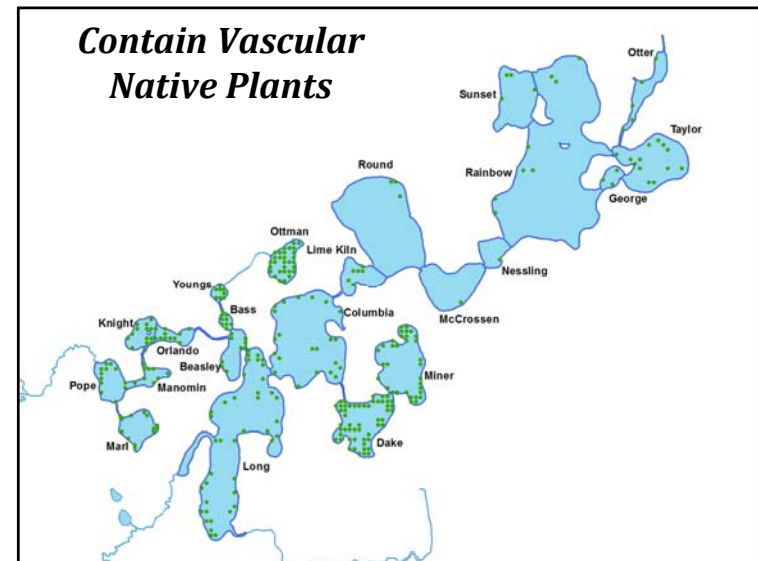 Contain Vascular
Native Plants
Otter
Sunset
Taylor
Round
Rainbow
George
Ottman
Lime Kiln
Nessling
Youngs
Bass
Columbia
McCrossen
Knight
Orlando
Beasley
Miner
Pope
Manomin
Marl
Dake
Long